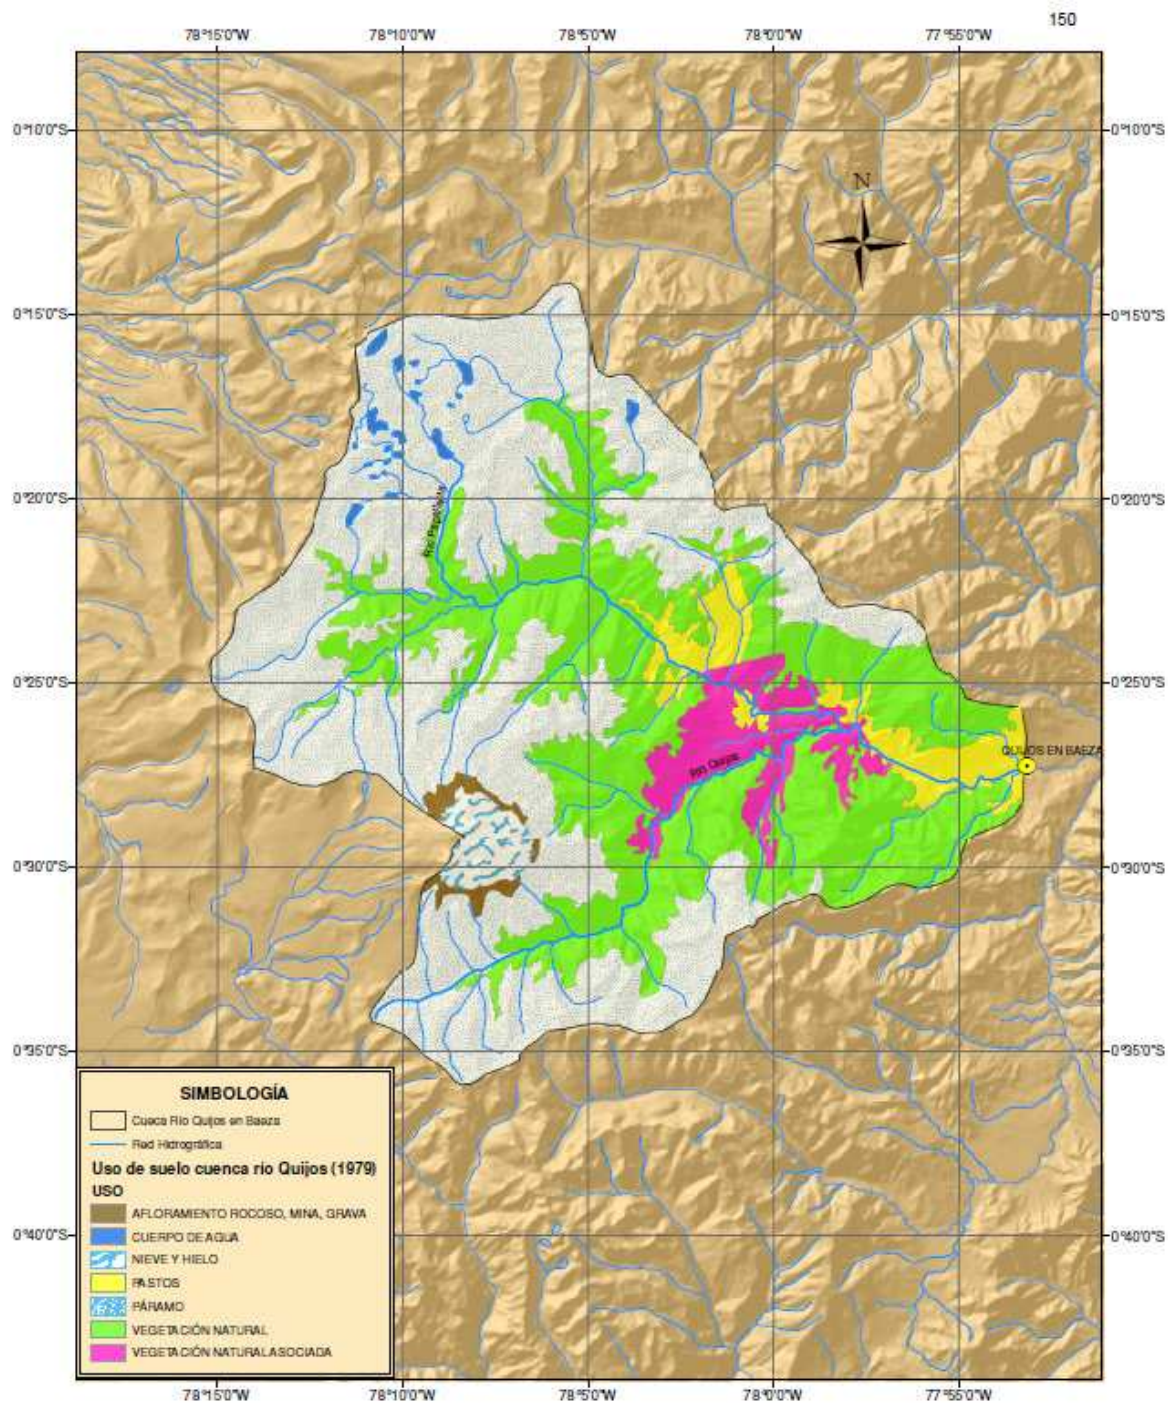 150
78°15'0"W 78°10'0"W 78°5'0"W 78°0'0"W 77°55'0"W
0°10'0"S 0°10'0"S
N
0°15'0"S 0°15'0"S
0°20'0"S 0°20'0"S
Río Papallacta
0°25'0"S 0°25'0"S
QUIJOS EN BAEZA
Río Quijos
0°30'0"S 0°30'0"S
0°35'0"S 0°35'0"S
SIMBOLOGÍA
Cueca Río Quijos en Baeza
Red Hidrográfica
Uso de suelo cuenca río Quijos (1979)
USO
AFLORAMIENTO ROCOSO, MINA, GRAVA
CUERPO DE AGUA
NIEVE Y HIELO
PASTOS
PÁRAMO
VEGETACIÓN NATURAL
VEGETACIÓN NATURAL ASOCIADA
0°40'0"S 0°40'0"S
78°15'0"W 78°10'0"W 78°5'0"W 78°0'0"W 77°55'0"W